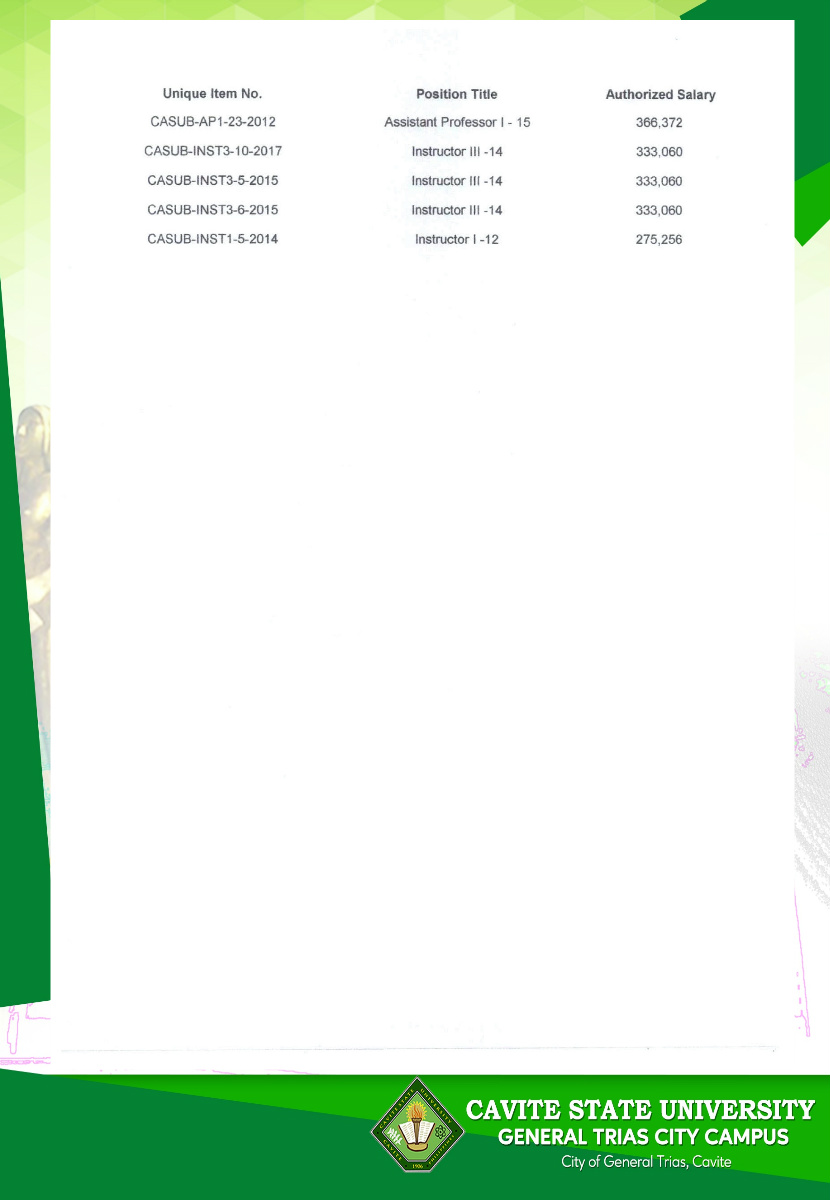 Unique Item No. Position Title Authorized Salary
CASUB-AP1-23-2012 Assistant Professor I - 15 366,372
CASUB-INST3-10-2017 Instructor III -14 333,060
CASUB-INST3-5-2015 Instructor III -14 333,060
CASUB-INST3-6-2015 Instructor III -14 333,060
CASUB-INST1-5-2014 Instructor I -12 275,256
CAVITE STATE UNIVERSITY
GENERAL TRIAS CITY CAMPUS
City of General Trias, Cavite
1906